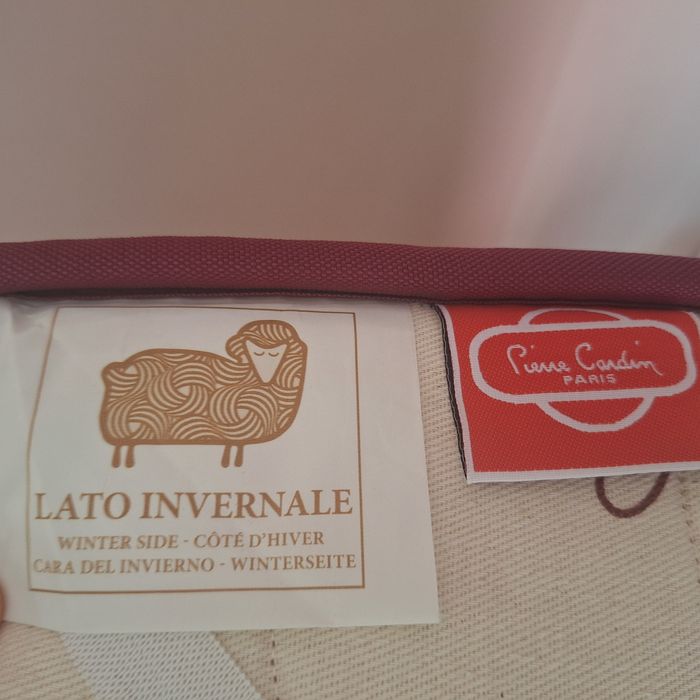 LATO INVERNALE
WINTER SIDE - CÔTÉ D'HIVER
CARA DEL INVIERNO - WINTERSEITE
Pierre Cardin
PARIS